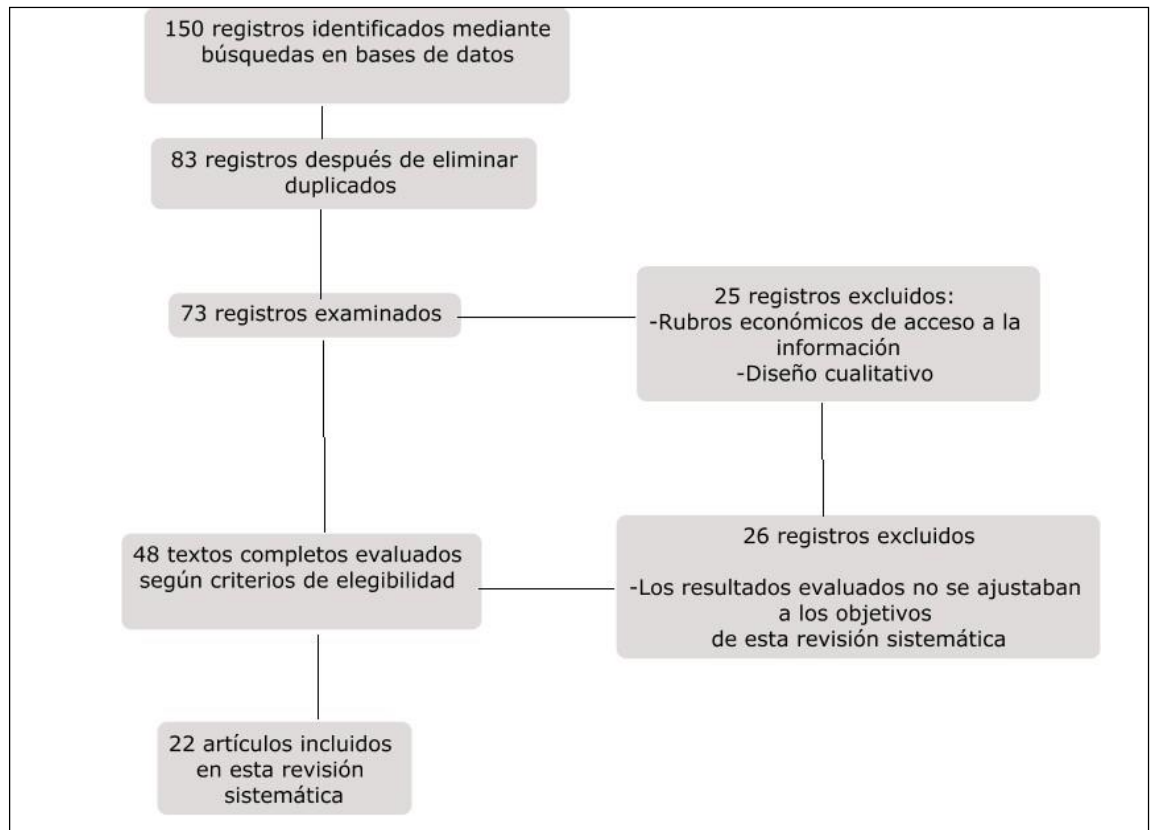 150 registros identificados mediante
búsquedas en bases de datos
83 registros después de eliminar
duplicados
73 registros examinados
25 registros excluidos:
-Rubros económicos de acceso a la
información
-Diseño cualitativo
48 textos completos evaluados
según criterios de elegibilidad
26 registros excluidos
-Los resultados evaluados no se ajustaban
a los objetivos
de esta revisión sistemática
22 artículos incluidos
en esta revisión
sistemática